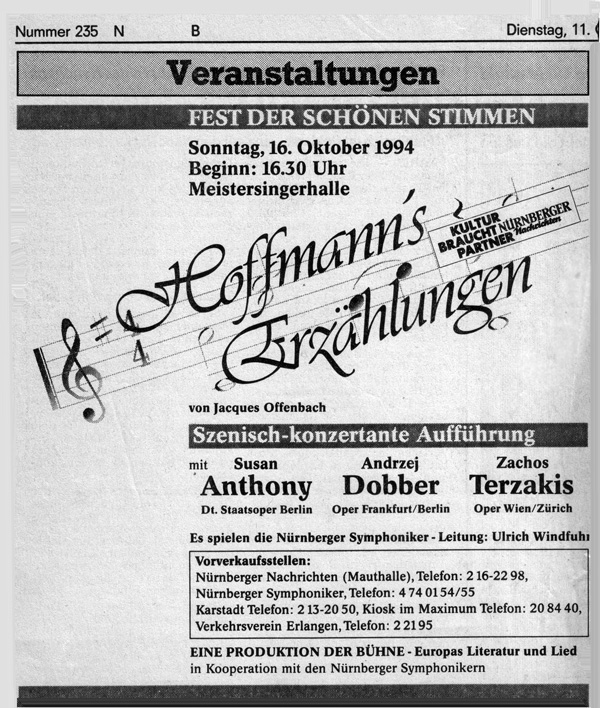 Nummer 235 N B Dienstag, 11.
Veranstaltungen
FEST DER SCHÖNEN STIMMEN
Sonntag, 16. Oktober 1994
Beginn: 16.30 Uhr
Meistersingerhalle
KULTUR
BRAUCHT NÜRNBERGER
PARTNER Nachrichten
Hoffmann's
Erzählungen
4
4
von Jacques Offenbach
Szenisch-konzertante Aufführung
mit Susan Andrzej Zachos
Anthony Dobber Terzakis
Dt. Staatsoper Berlin Oper Frankfurt/Berlin Oper Wien/Zürich
Es spielen die Nürnberger Symphoniker - Leitung: Ulrich Windfuhr
Vorverkaufsstellen:
Nürnberger Nachrichten (Mauthalle), Telefon: 2 16-22 98,
Nürnberger Symphoniker, Telefon: 4 74 01 54/55
Karstadt Telefon: 2 13-20 50, Kiosk im Maximum Telefon: 20 84 40,
Verkehrsverein Erlangen, Telefon: 2 21 95
EINE PRODUKTION DER BÜHNE - Europas Literatur und Lied
in Kooperation mit den Nürnberger Symphonikern